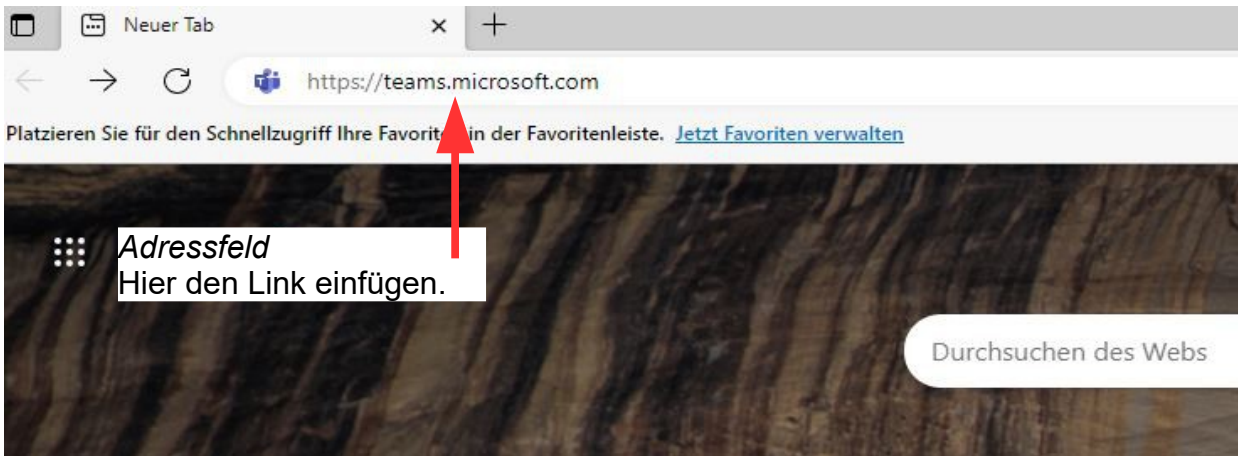 Neuer Tab
https://teams.microsoft.com
Platzieren Sie für den Schnellzugriff Ihre Favoriten in der Favoritenleiste. Jetzt Favoriten verwalten
Adressfeld
Hier den Link einfügen.
Durchsuchen des Webs